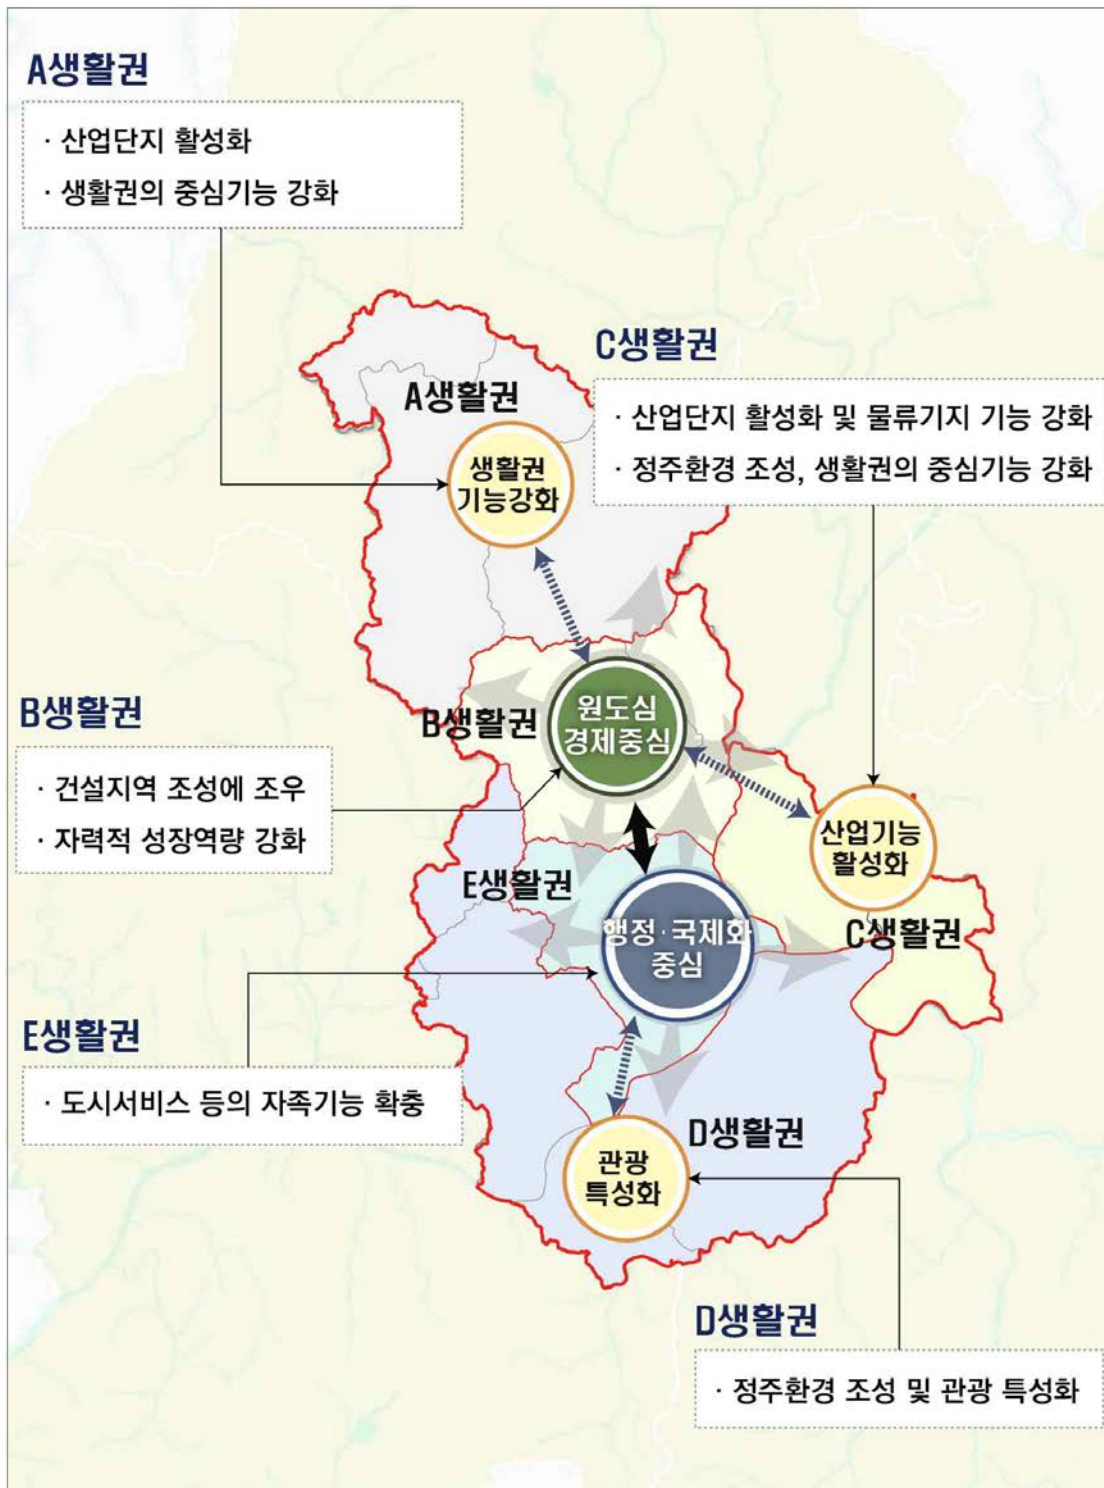 A생활권
· 산업단지 활성화
· 생활권의 중심기능 강화
C생활권
· 산업단지 활성화 및 물류기지 기능 강화
· 정주환경 조성, 생활권의 중심기능 강화
A생활권
생활권
기능강화
B생활권
· 건설지역 조성에 조우
· 자력적 성장역량 강화
B생활권
원도심
경제중심
산업기능
활성화
C생활권
E생활권
행정·국제화
중심
E생활권
· 도시서비스 등의 자족기능 확충
D생활권
관광
특성화
D생활권
· 정주환경 조성 및 관광 특성화